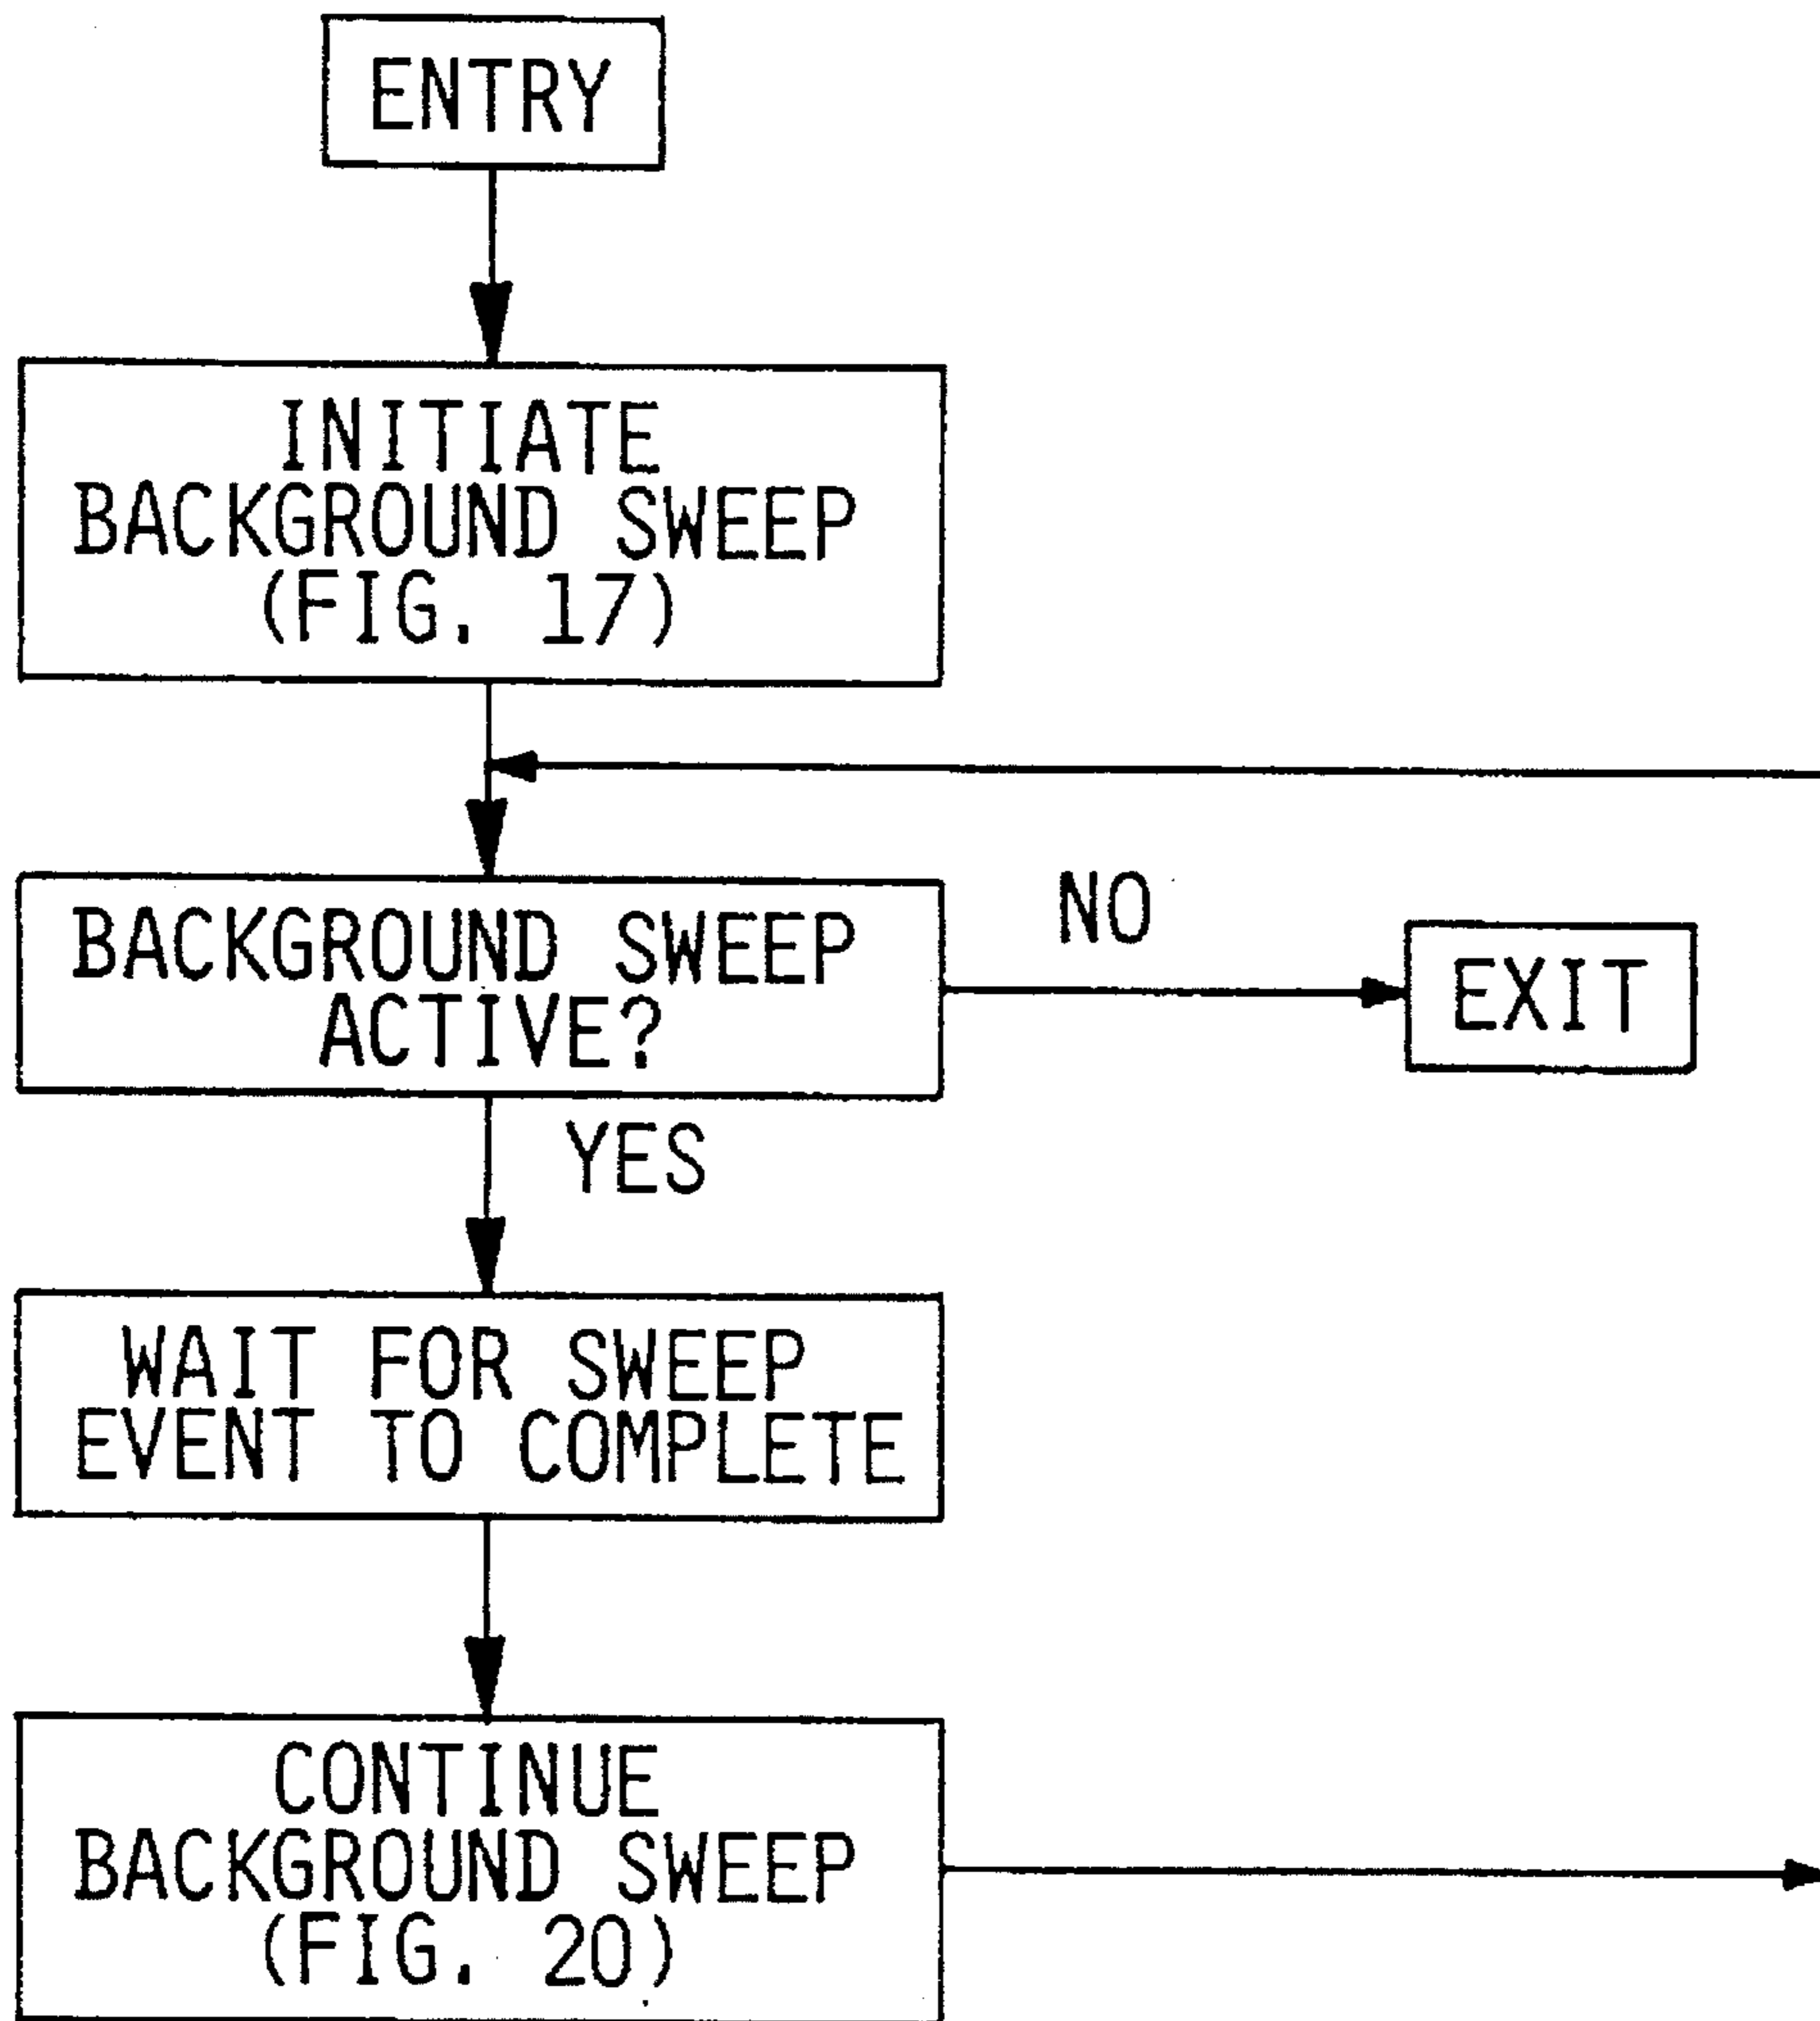 ENTRY
INITIATE
BACKGROUND SWEEP
(FIG. 17)
BACKGROUND SWEEP
ACTIVE?
NO
EXIT
YES
WAIT FOR SWEEP
EVENT TO COMPLETE
CONTINUE
BACKGROUND SWEEP
(FIG. 20)